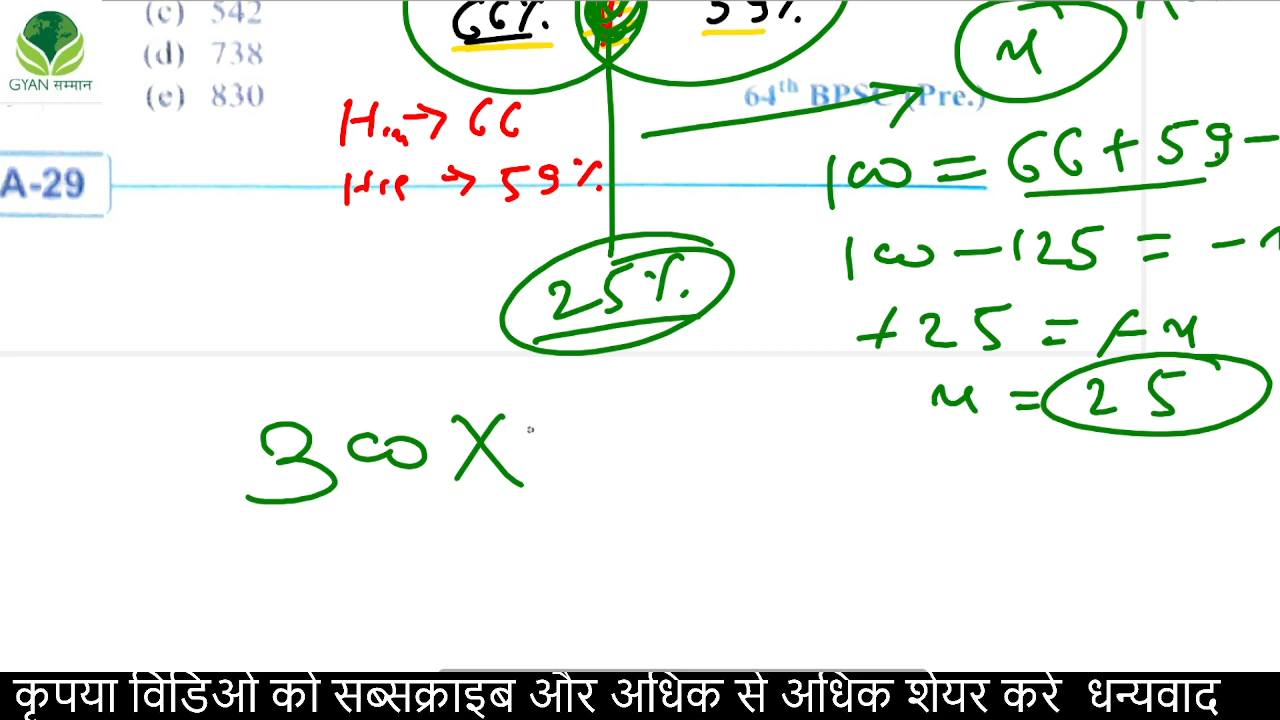 (c) 542
66%. 59%.
x
(d) 738
GYAN सम्मान
(e) 830
64th BPSC (Pre.)
Hin → 66
100 = 66 + 59 -
A-29
→ 59%.
100 - 125 = -
25%.
+25 = +x
x = 25
300 X
कृपया विडिओ को सब्सक्राइब और अधिक से अधिक शेयर करे धन्यवाद